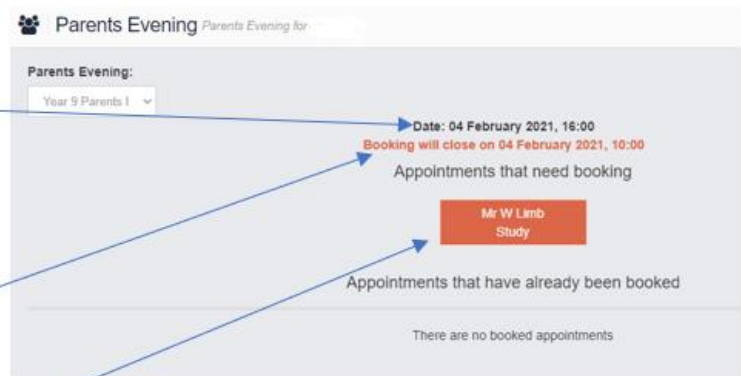 Parents Evening Parents Evening for
Parents Evening:
Year 9 Parents
Date: 04 February 2021, 16:00
Booking will close on 04 February 2021, 10:00
Appointments that need booking
Mr W Limb
Study
Appointments that have already been booked
There are no booked appointments